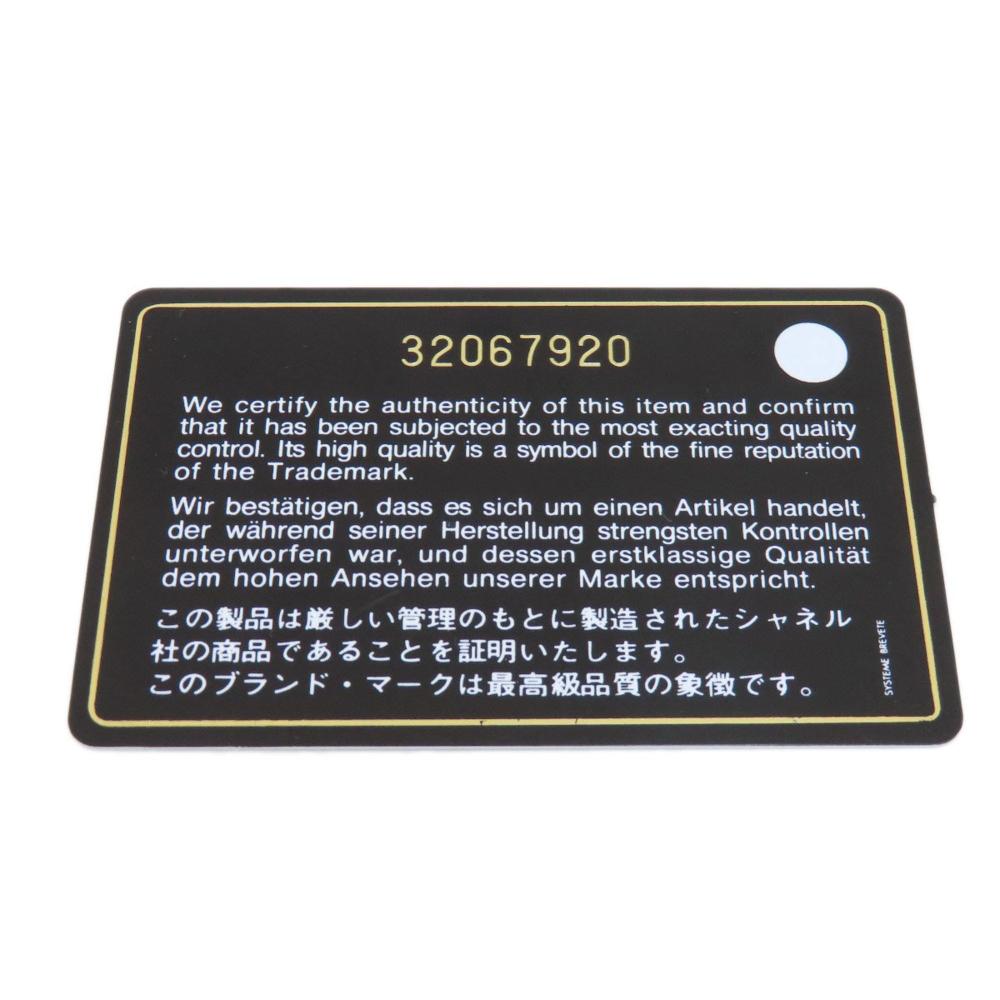 32067920
We certify the authenticity of this item and confirm
that it has been subjected to the most exacting quality
control. Its high quality is a symbol of the fine reputation
of the Trademark.
Wir bestätigen, dass es sich um einen Artikel handelt,
der während seiner Herstellung strengsten Kontrollen
unterworfen war, und dessen erstklassige Qualität
dem hohen Ansehen unserer Marke entspricht.
この製品は厳しい管理のもとに製造されたシャネル
社の商品であることを証明いたします。
このブランド・マークは最高級品質の象徴です。
SYSTEME BREVETE